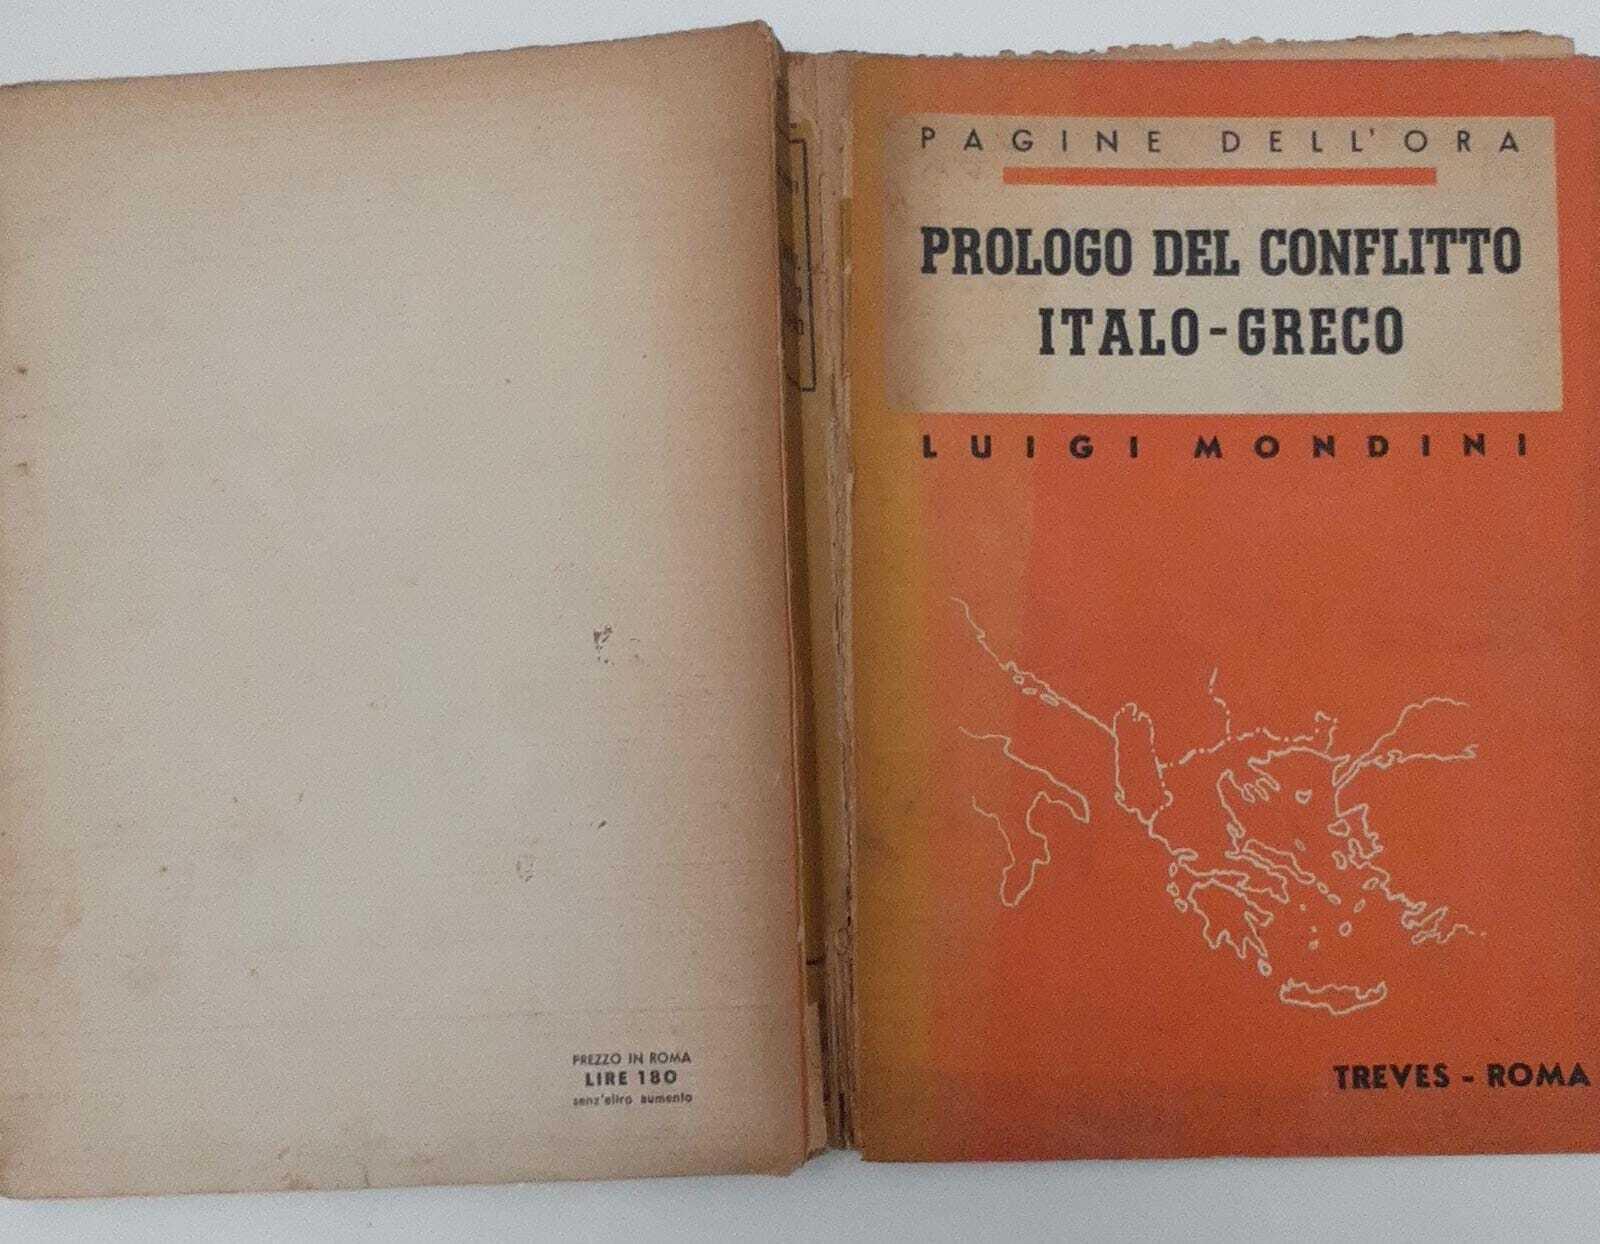 PREZZO IN ROMA
LIRE 180
senz'altro aumento
PAGINE DELL'ORA
PROLOGO DEL CONFLITTO
ITALO-GRECO
LUIGI MONDINI
TREVES - ROMA